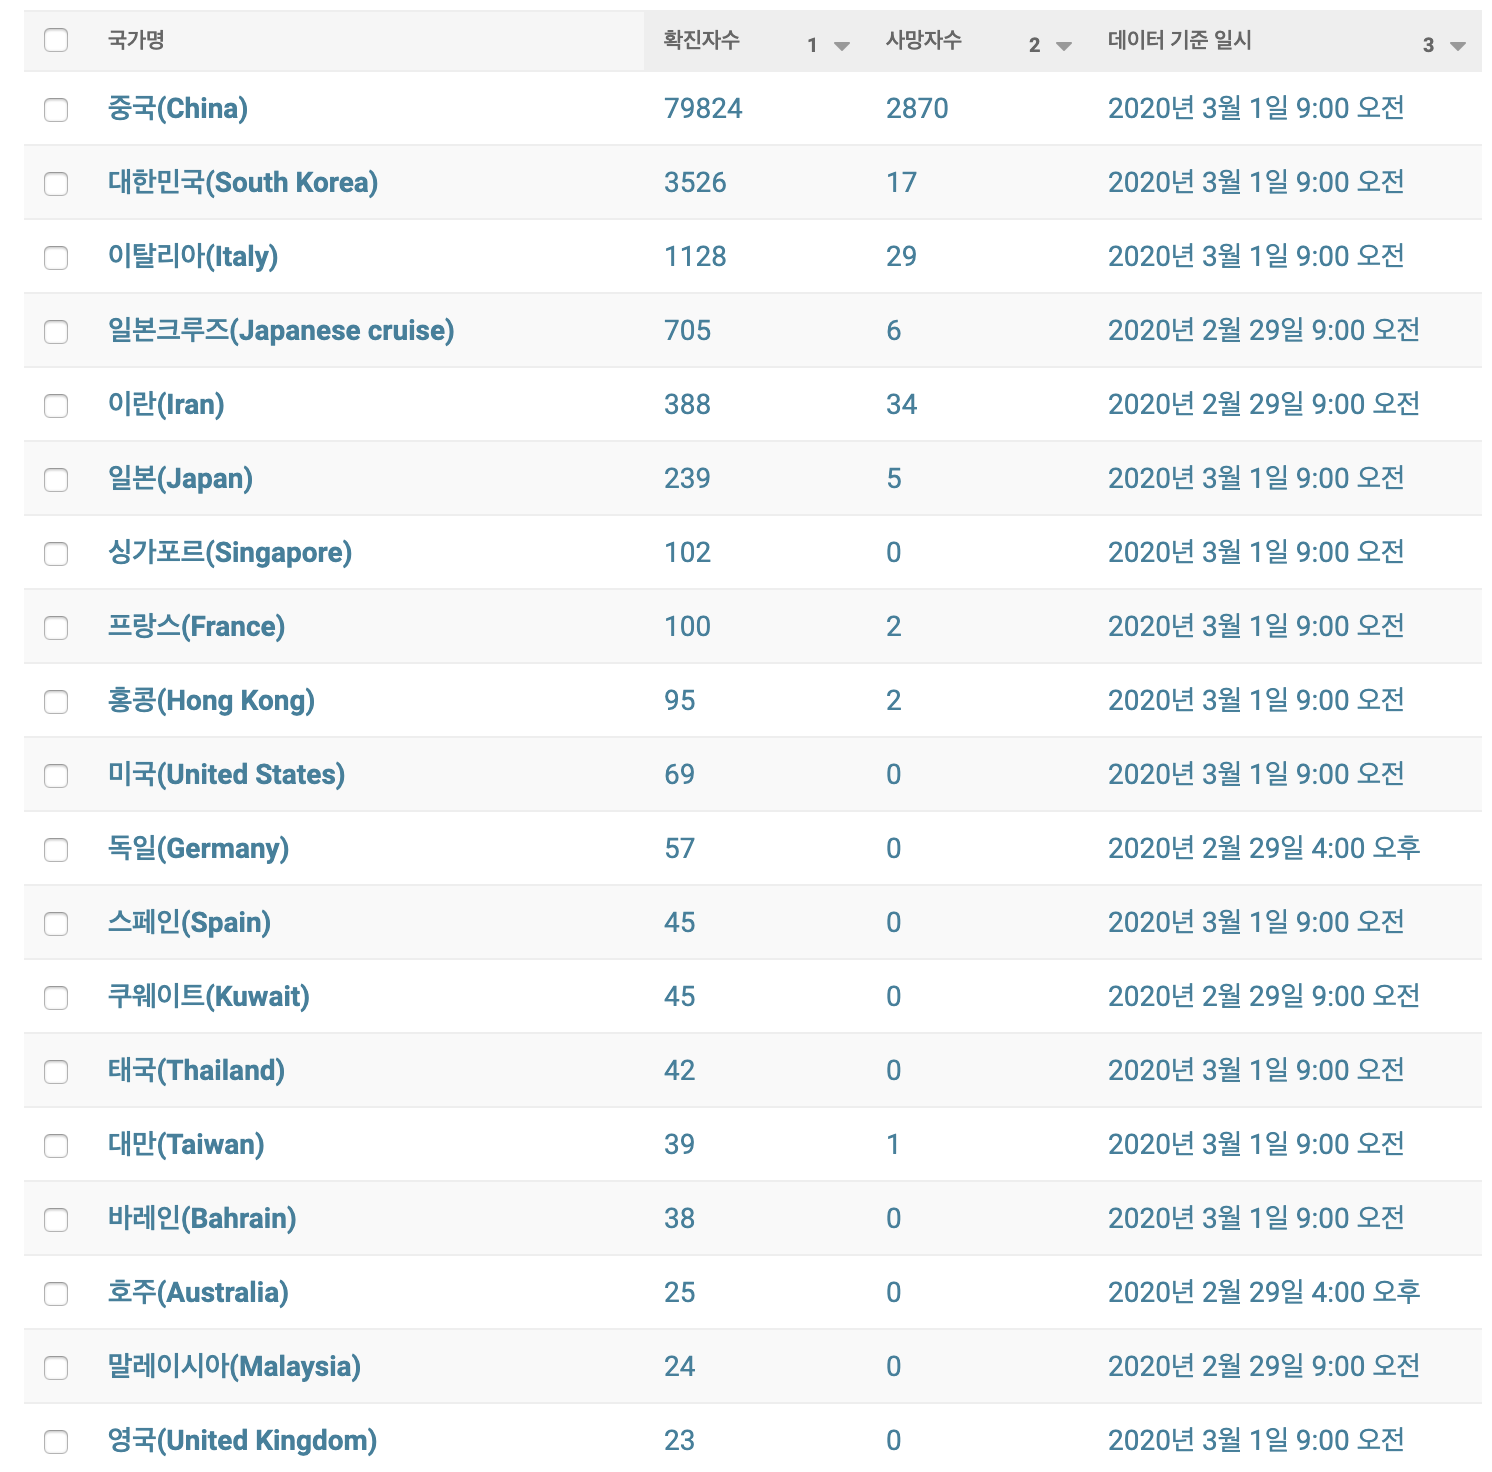 국가명 확진자수 1 사망자수 2 데이터 기준 일시 3
중국(China) 79824 2870 2020년 3월 1일 9:00 오전
대한민국(South Korea) 3526 17 2020년 3월 1일 9:00 오전
이탈리아(Italy) 1128 29 2020년 3월 1일 9:00 오전
일본크루즈(Japanese cruise) 705 6 2020년 2월 29일 9:00 오전
이란(Iran) 388 34 2020년 2월 29일 9:00 오전
일본(Japan) 239 5 2020년 3월 1일 9:00 오전
싱가포르(Singapore) 102 0 2020년 3월 1일 9:00 오전
프랑스(France) 100 2 2020년 3월 1일 9:00 오전
홍콩(Hong Kong) 95 2 2020년 3월 1일 9:00 오전
미국(United States) 69 0 2020년 3월 1일 9:00 오전
독일(Germany) 57 0 2020년 2월 29일 4:00 오후
스페인(Spain) 45 0 2020년 3월 1일 9:00 오전
쿠웨이트(Kuwait) 45 0 2020년 2월 29일 9:00 오전
태국(Thailand) 42 0 2020년 3월 1일 9:00 오전
대만(Taiwan) 39 1 2020년 3월 1일 9:00 오전
바레인(Bahrain) 38 0 2020년 3월 1일 9:00 오전
호주(Australia) 25 0 2020년 2월 29일 4:00 오후
말레이시아(Malaysia) 24 0 2020년 2월 29일 9:00 오전
영국(United Kingdom) 23 0 2020년 3월 1일 9:00 오전